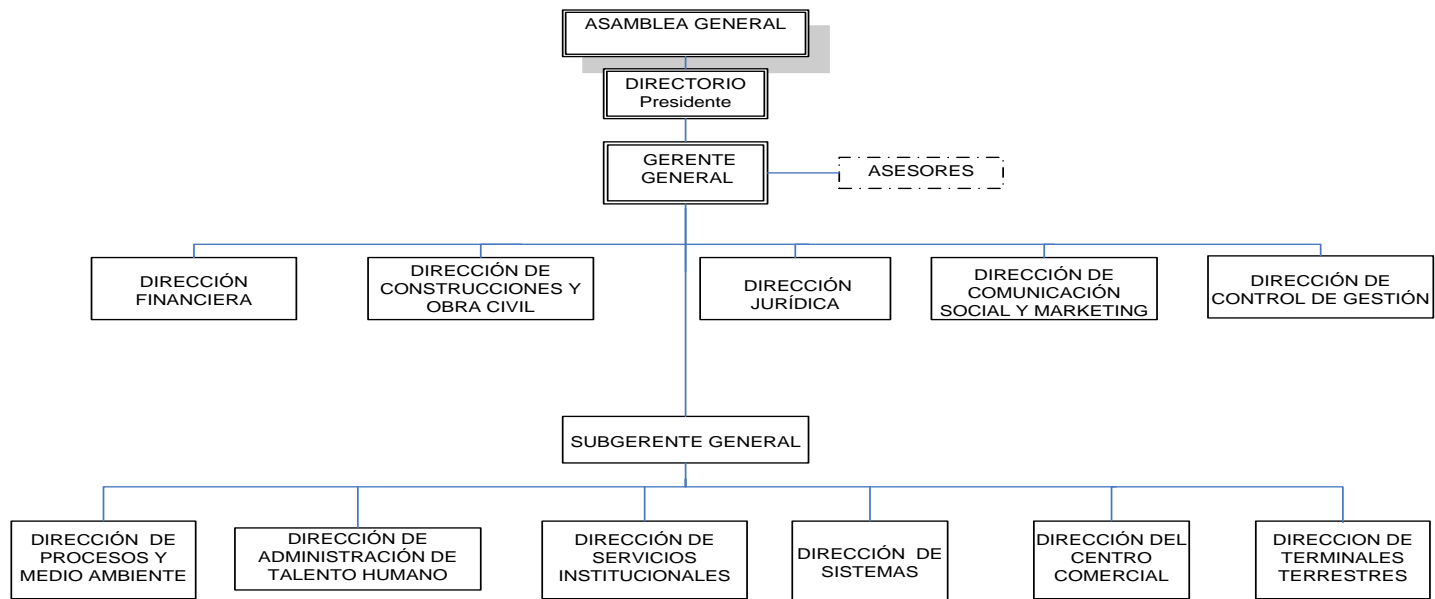 ASAMBLEA GENERAL
DIRECTORIO
Presidente
GERENTE
GENERAL
ASESORES
DIRECCIÓN
FINANCIERA
DIRECCIÓN DE
CONSTRUCCIONES Y
OBRA CIVIL
DIRECCIÓN
JURÍDICA
DIRECCIÓN DE
COMUNICACIÓN
SOCIAL Y MARKETING
DIRECCIÓN DE
CONTROL DE GESTIÓN
SUBGERENTE GENERAL
DIRECCIÓN DE
PROCESOS Y
MEDIO AMBIENTE
DIRECCIÓN DE
ADMINISTRACIÓN DE
TALENTO HUMANO
DIRECCIÓN DE
SERVICIOS
INSTITUCIONALES
DIRECCIÓN DE
SISTEMAS
DIRECCIÓN DEL
CENTRO
COMERCIAL
DIRECCION DE
TERMINALES
TERRESTRES